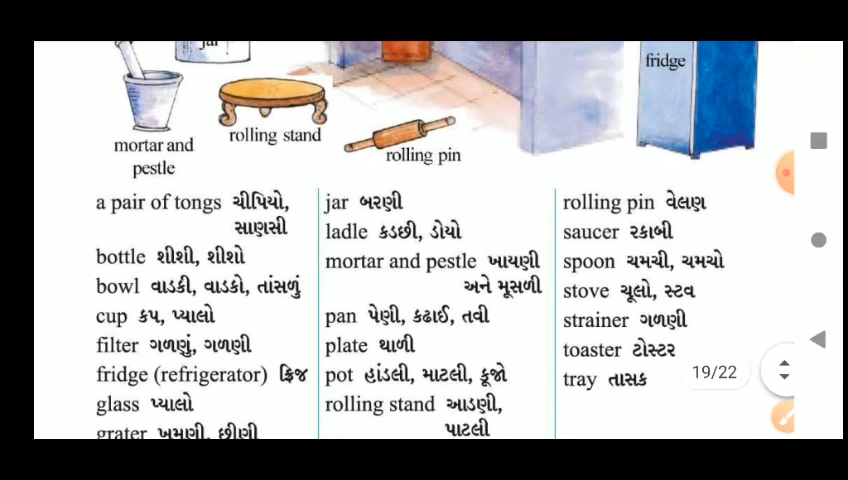 jar
fridge
mortar and
pestle
rolling stand
rolling pin
a pair of tongs ચીપિયો,
સાણસી
bottle શીશી, શીશો
bowl વાડકી, વાડકો, તાંસળું
cup કપ, પ્યાલો
filter ગળણું, ગળણી
fridge (refrigerator) ફ્રિજ
glass પ્યાલો
grater ખમણી, છીણી
jar બરણી
ladle કડછી, ડોયો
mortar and pestle ખાયણી
અને મૂસળી
pan પેણી, કઢાઈ, તવી
plate થાળી
pot હાંડલી, માટલી, કૂજો
rolling stand આડણી,
પાટલી
rolling pin વેલણ
saucer રકાબી
spoon ચમચી, ચમચો
stove ચૂલો, સ્ટવ
strainer ગળણી
toaster ટોસ્ટર
tray તાસક
19/22